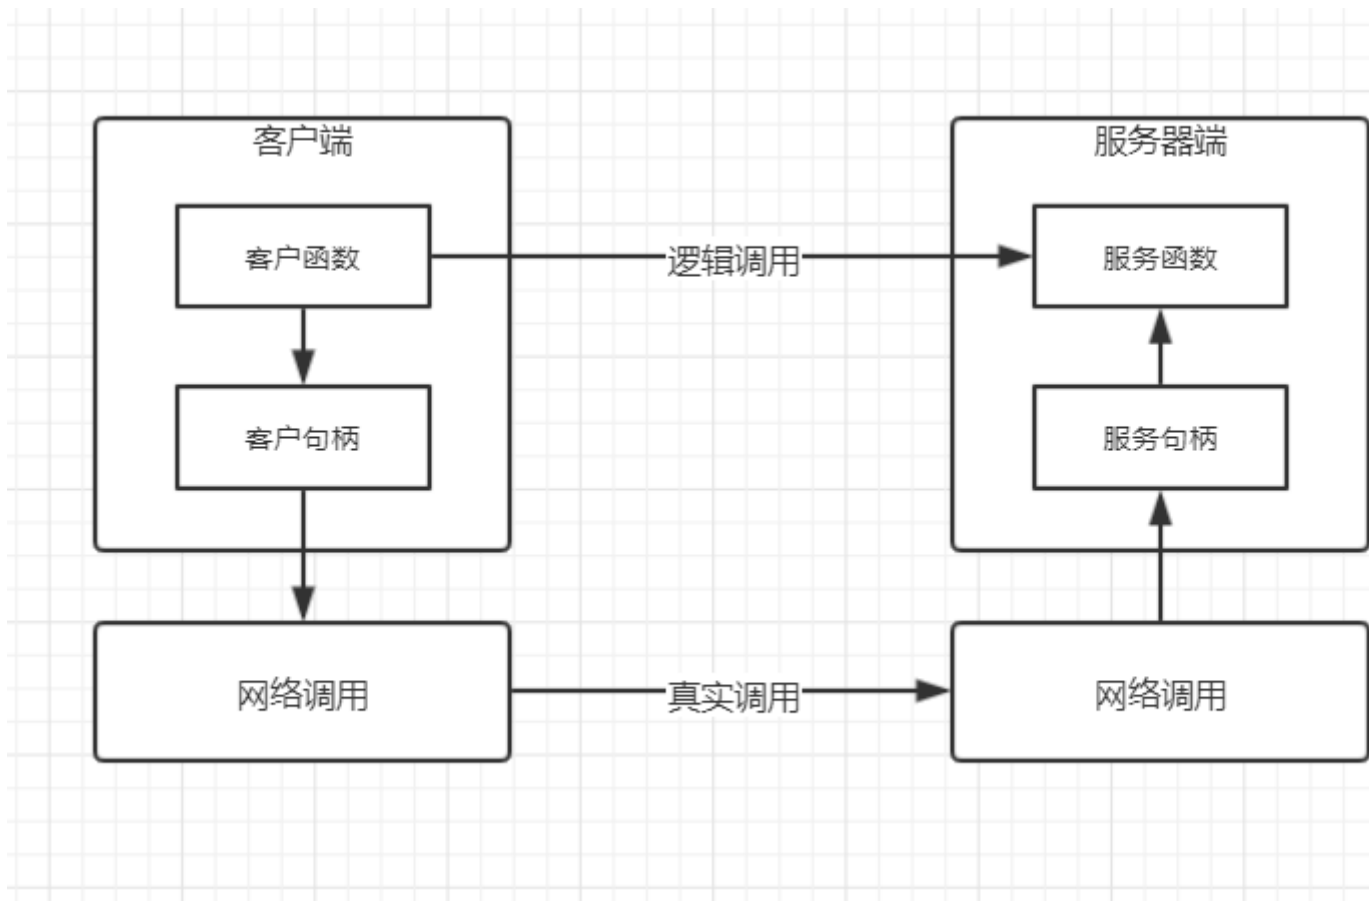 客户端
服务器端
客户函数
逻辑调用
服务函数
客户句柄
服务句柄
网络调用
真实调用
网络调用